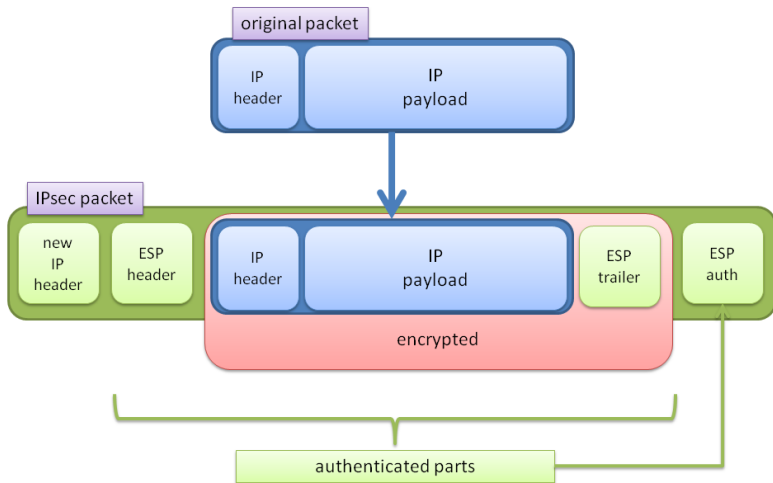 original packet
IP
header
IP
payload
IPsec packet
new
IP
header
ESP
header
IP
header
IP
payload
ESP
trailer
ESP
auth
encrypted
authenticated parts